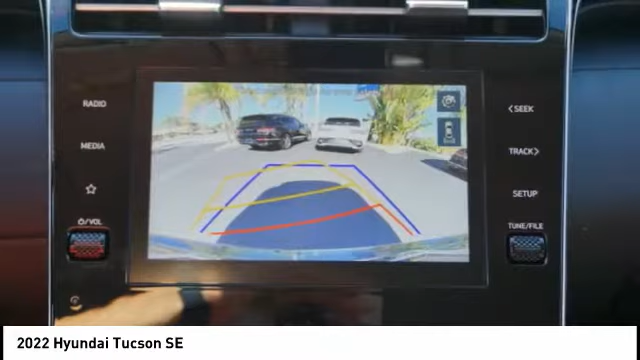 RADIO
MEDIA
⏻/VOL
<SEEK
TRACK>
SETUP
TUNE/FILE
2022 Hyundai Tucson SE